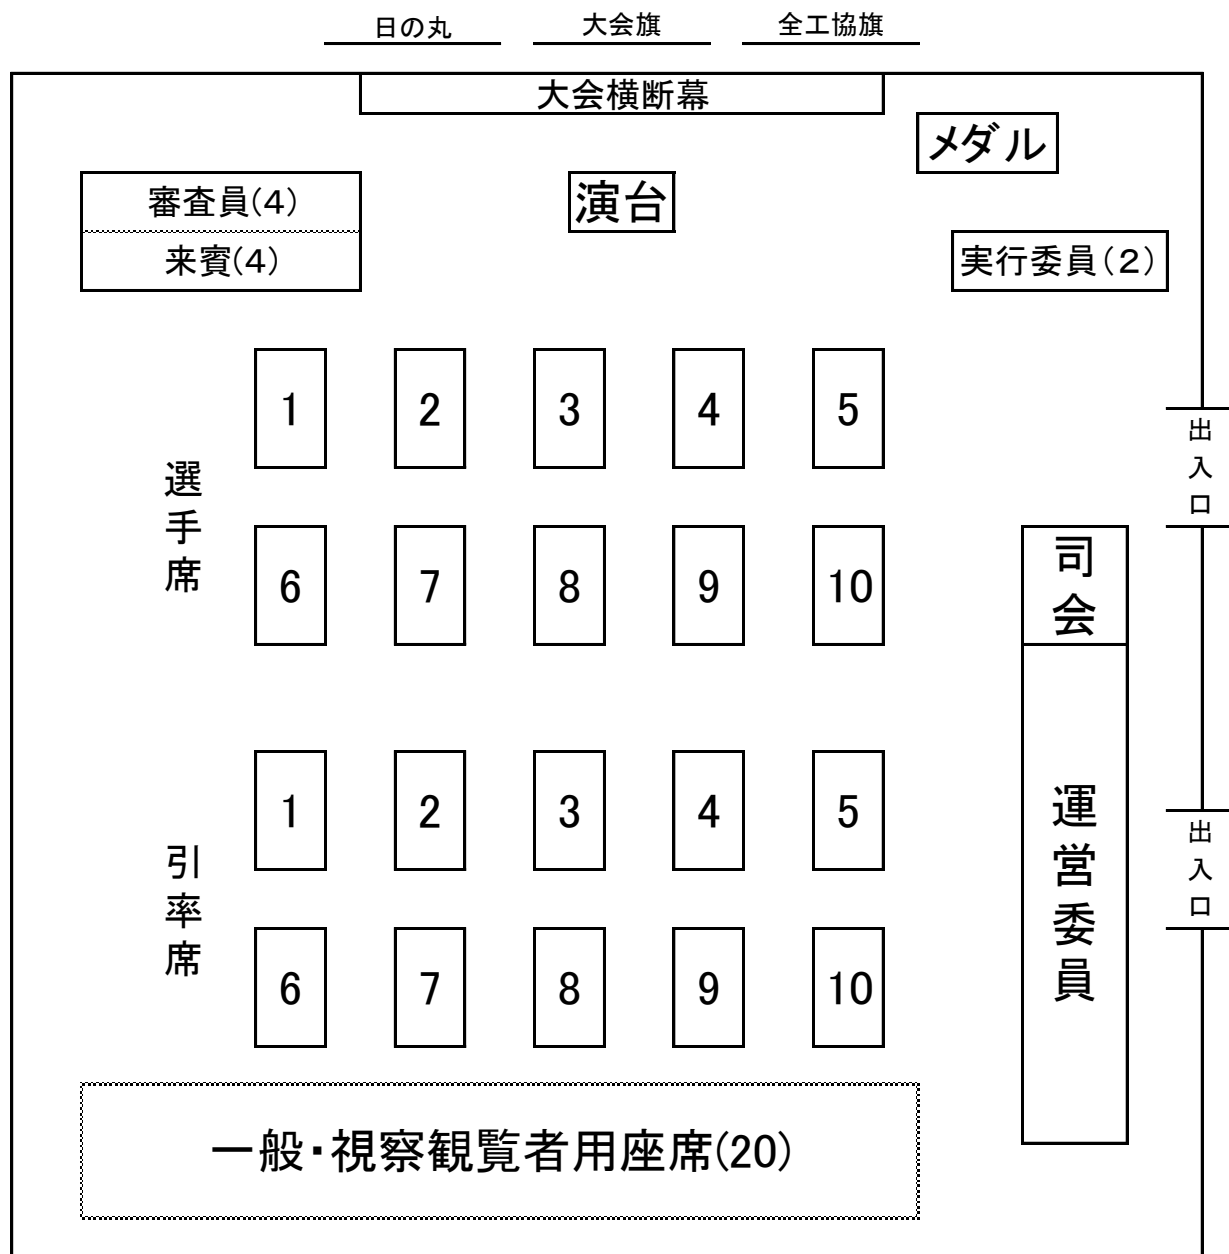 日の丸 大会旗 全工協旗
大会横断幕
メダル
審査員(4)
演台
来賓(4)
実行委員(２)
1 2 3 4 5
出入口
選手席
6 7 8 9 10
司会
1 2 3 4 5
運営委員
出入口
引率席
6 7 8 9 10
一般・視察観覧者用座席(20)